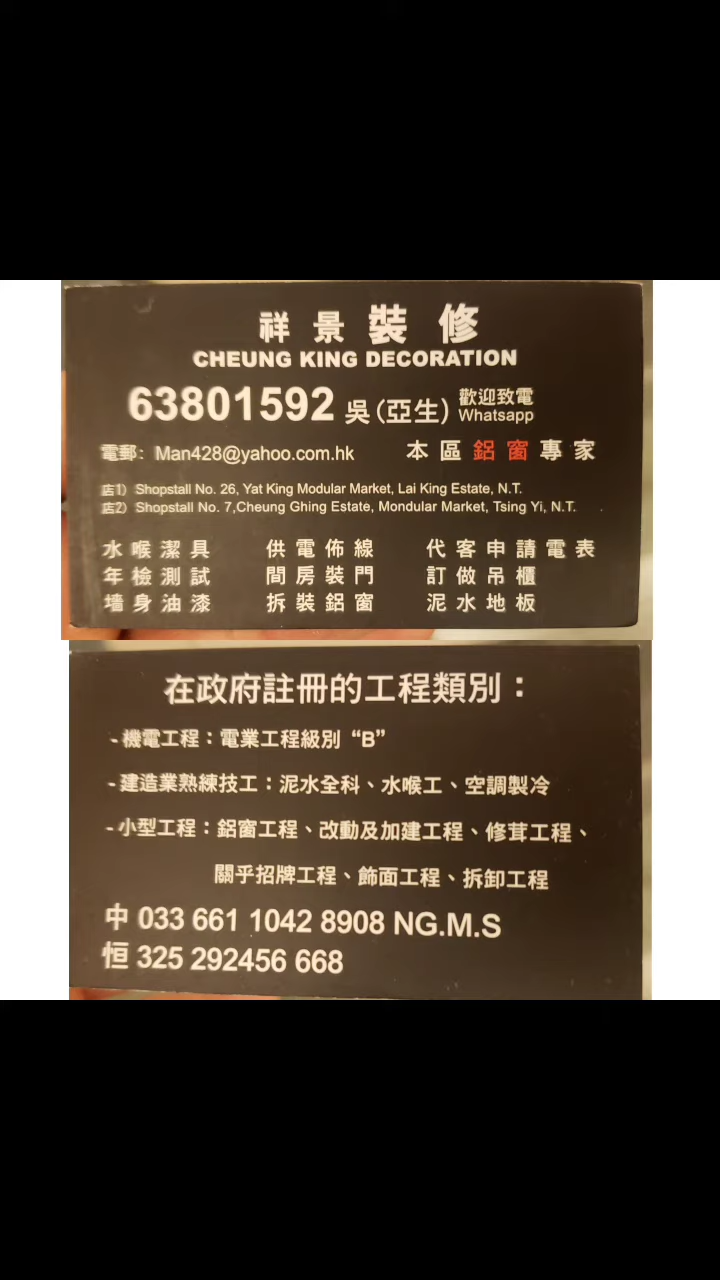 祥景裝修
CHEUNG KING DECORATION
63801592 吳(亞生) 歡迎致電 Whatsapp
電郵: Man428@yahoo.com.hk 本區鋁窗專家
店1) Shopstall No. 26, Yat King Modular Market, Lai King Estate, N.T.
店2) Shopstall No. 7,Cheung Ghing Estate, Mondular Market, Tsing Yi, N.T.
水喉潔具 供電佈線 代客申請電表
年檢測試 間房裝門 訂做吊櫃
墻身油漆 拆裝鋁窗 泥水地板
在政府註冊的工程類別：
-機電工程：電業工程級別“B”
-建造業熟練技工：泥水全科、水喉工、空調製冷
-小型工程：鋁窗工程、改動及加建工程、修葺工程、
關乎招牌工程、飾面工程、拆卸工程
中 033 661 1042 8908 NG.M.S
恒 325 292456 668